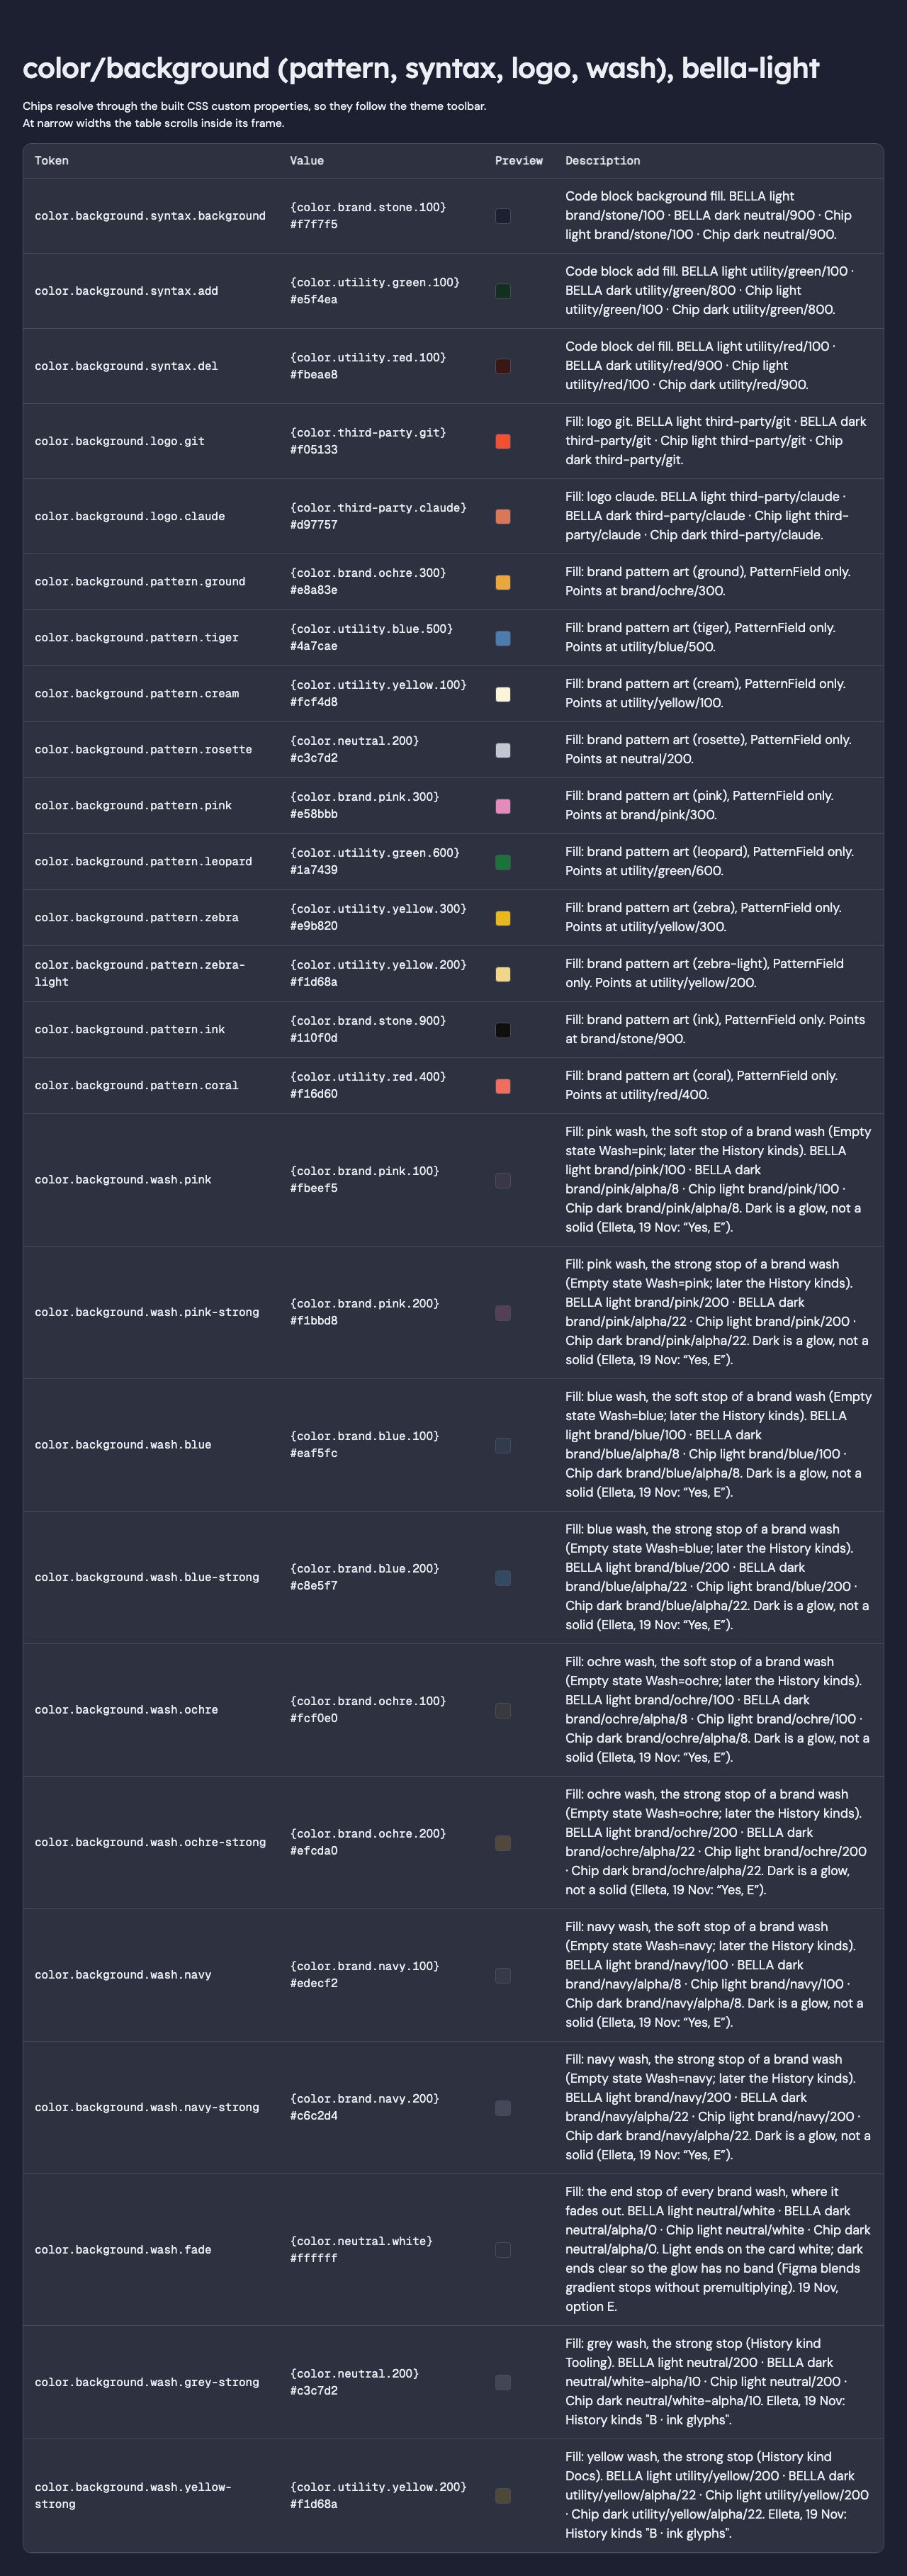 color/background (pattern, syntax, logo, wash), bella-light
Chips resolve through the built CSS custom properties, so they follow the theme toolbar.
At narrow widths the table scrolls inside its frame.
Token Value Preview Description
color.background.syntax.background
{color.brand.stone.100}
#f7f7f5
Code block background fill. BELLA light
brand/stone/100 · BELLA dark neutral/900 · Chip
light brand/stone/100 · Chip dark neutral/900.
color.background.syntax.add
{color.utility.green.100}
#e5f4ea
Code block add fill. BELLA light utility/green/100 ·
BELLA dark utility/green/800 · Chip light
utility/green/100 · Chip dark utility/green/800.
color.background.syntax.del
{color.utility.red.100}
#fbeae8
Code block del fill. BELLA light utility/red/100 ·
BELLA dark utility/red/900 · Chip light
utility/red/100 · Chip dark utility/red/900.
color.background.logo.git
{color.third-party.git}
#f05133
Fill: logo git. BELLA light third-party/git · BELLA dark
third-party/git · Chip light third-party/git · Chip
dark third-party/git.
color.background.logo.claude
{color.third-party.claude}
#d97757
Fill: logo claude. BELLA light third-party/claude ·
BELLA dark third-party/claude · Chip light third-
party/claude · Chip dark third-party/claude.
color.background.pattern.ground
{color.brand.ochre.300}
#e8a83e
Fill: brand pattern art (ground), PatternField only.
Points at brand/ochre/300.
color.background.pattern.tiger
{color.utility.blue.500}
#4a7cae
Fill: brand pattern art (tiger), PatternField only.
Points at utility/blue/500.
color.background.pattern.cream
{color.utility.yellow.100}
#fcf4d8
Fill: brand pattern art (cream), PatternField only.
Points at utility/yellow/100.
color.background.pattern.rosette
{color.neutral.200}
#c3c7d2
Fill: brand pattern art (rosette), PatternField only.
Points at neutral/200.
color.background.pattern.pink
{color.brand.pink.300}
#e58bbb
Fill: brand pattern art (pink), PatternField only.
Points at brand/pink/300.
color.background.pattern.leopard
{color.utility.green.600}
#1a7439
Fill: brand pattern art (leopard), PatternField only.
Points at utility/green/600.
color.background.pattern.zebra
{color.utility.yellow.300}
#e9b820
Fill: brand pattern art (zebra), PatternField only.
Points at utility/yellow/300.
color.background.pattern.zebra-
light
{color.utility.yellow.200}
#f1d68a
Fill: brand pattern art (zebra-light), PatternField
only. Points at utility/yellow/200.
color.background.pattern.ink
{color.brand.stone.900}
#110f0d
Fill: brand pattern art (ink), PatternField only. Points
at brand/stone/900.
color.background.pattern.coral
{color.utility.red.400}
#f16d60
Fill: brand pattern art (coral), PatternField only.
Points at utility/red/400.
color.background.wash.pink
{color.brand.pink.100}
#fbeef5
Fill: pink wash, the soft stop of a brand wash (Empty
state Wash=pink; later the History kinds). BELLA
light brand/pink/100 · BELLA dark
brand/pink/alpha/8 · Chip light brand/pink/100 ·
Chip dark brand/pink/alpha/8. Dark is a glow, not a
solid (Elleta, 19 Nov: “Yes, E”).
color.background.wash.pink-strong
{color.brand.pink.200}
#f1bbd8
Fill: pink wash, the strong stop of a brand wash
(Empty state Wash=pink; later the History kinds).
BELLA light brand/pink/200 · BELLA dark
brand/pink/alpha/22 · Chip light brand/pink/200 ·
Chip dark brand/pink/alpha/22. Dark is a glow, not a
solid (Elleta, 19 Nov: “Yes, E”).
color.background.wash.blue
{color.brand.blue.100}
#eaf5fc
Fill: blue wash, the soft stop of a brand wash (Empty
state Wash=blue; later the History kinds). BELLA
light brand/blue/100 · BELLA dark
brand/blue/alpha/8 · Chip light brand/blue/100 ·
Chip dark brand/blue/alpha/8. Dark is a glow, not a
solid (Elleta, 19 Nov: “Yes, E”).
color.background.wash.blue-strong
{color.brand.blue.200}
#c8e5f7
Fill: blue wash, the strong stop of a brand wash
(Empty state Wash=blue; later the History kinds).
BELLA light brand/blue/200 · BELLA dark
brand/blue/alpha/22 · Chip light brand/blue/200 ·
Chip dark brand/blue/alpha/22. Dark is a glow, not a
solid (Elleta, 19 Nov: “Yes, E”).
color.background.wash.ochre
{color.brand.ochre.100}
#fcf0e0
Fill: ochre wash, the soft stop of a brand wash
(Empty state Wash=ochre; later the History kinds).
BELLA light brand/ochre/100 · BELLA dark
brand/ochre/alpha/8 · Chip light brand/ochre/100 ·
Chip dark brand/ochre/alpha/8. Dark is a glow, not a
solid (Elleta, 19 Nov: “Yes, E”).
color.background.wash.ochre-strong
{color.brand.ochre.200}
#efcda0
Fill: ochre wash, the strong stop of a brand wash
(Empty state Wash=ochre; later the History kinds).
BELLA light brand/ochre/200 · BELLA dark
brand/ochre/alpha/22 · Chip light brand/ochre/200
· Chip dark brand/ochre/alpha/22. Dark is a glow,
not a solid (Elleta, 19 Nov: “Yes, E”).
color.background.wash.navy
{color.brand.navy.100}
#edecf2
Fill: navy wash, the soft stop of a brand wash
(Empty state Wash=navy; later the History kinds).
BELLA light brand/navy/100 · BELLA dark
brand/navy/alpha/8 · Chip light brand/navy/100 ·
Chip dark brand/navy/alpha/8. Dark is a glow, not a
solid (Elleta, 19 Nov: “Yes, E”).
color.background.wash.navy-strong
{color.brand.navy.200}
#c6c2d4
Fill: navy wash, the strong stop of a brand wash
(Empty state Wash=navy; later the History kinds).
BELLA light brand/navy/200 · BELLA dark
brand/navy/alpha/22 · Chip light brand/navy/200 ·
Chip dark brand/navy/alpha/22. Dark is a glow, not a
solid (Elleta, 19 Nov: “Yes, E”).
color.background.wash.fade
{color.neutral.white}
#ffffff
Fill: the end stop of every brand wash, where it
fades out. BELLA light neutral/white · BELLA dark
neutral/alpha/0 · Chip light neutral/white · Chip dark
neutral/alpha/0. Light ends on the card white; dark
ends clear so the glow has no band (Figma blends
gradient stops without premultiplying). 19 Nov,
option E.
color.background.wash.grey-strong
{color.neutral.200}
#c3c7d2
Fill: grey wash, the strong stop (History kind
Tooling). BELLA light neutral/200 · BELLA dark
neutral/white-alpha/10 · Chip light neutral/200 ·
Chip dark neutral/white-alpha/10. Elleta, 19 Nov:
History kinds "B · ink glyphs".
color.background.wash.yellow-
strong
{color.utility.yellow.200}
#f1d68a
Fill: yellow wash, the strong stop (History kind
Docs). BELLA light utility/yellow/200 · BELLA dark
utility/yellow/alpha/22 · Chip light utility/yellow/200
· Chip dark utility/yellow/alpha/22. Elleta, 19 Nov:
History kinds "B · ink glyphs".